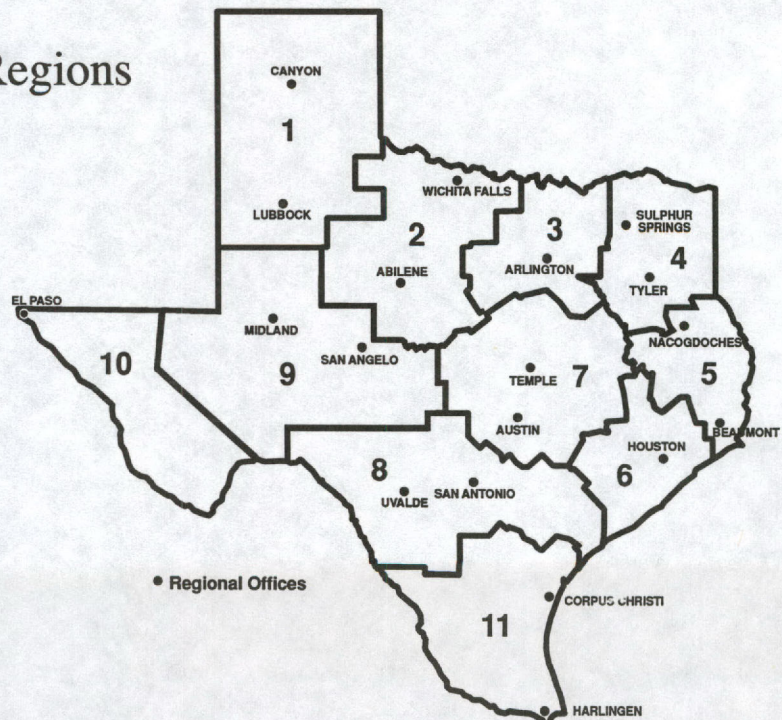 Regions
CANYON
1
LUBBOCK
WICHITA FALLS
2
ABILENE
3
ARLINGTON
SULPHUR
SPRINGS
4
TYLER
EL PASO
10
MIDLAND
SAN ANGELO
9
NACOGDOCHES
5
BEAUMONT
TEMPLE
7
AUSTIN
HOUSTON
6
8
UVALDE
SAN ANTONIO
• Regional Offices
CORPUS CHRISTI
11
HARLINGEN